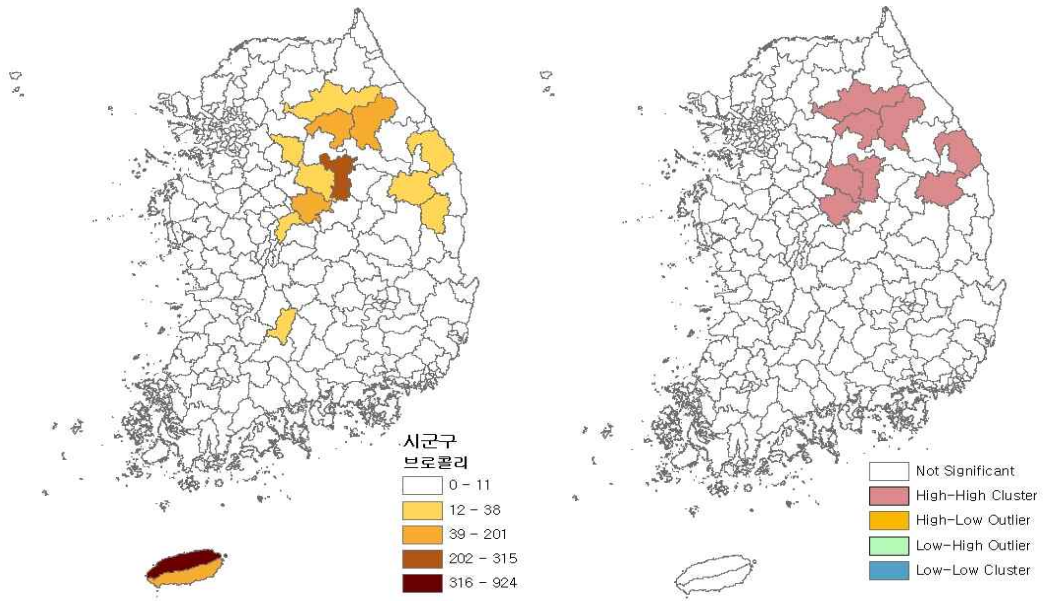 시군구
브로콜리
0 - 11
12 - 38
39 - 201
202 - 315
316 - 924
Not Significant
High-High Cluster
High-Low Outlier
Low-High Outlier
Low-Low Cluster